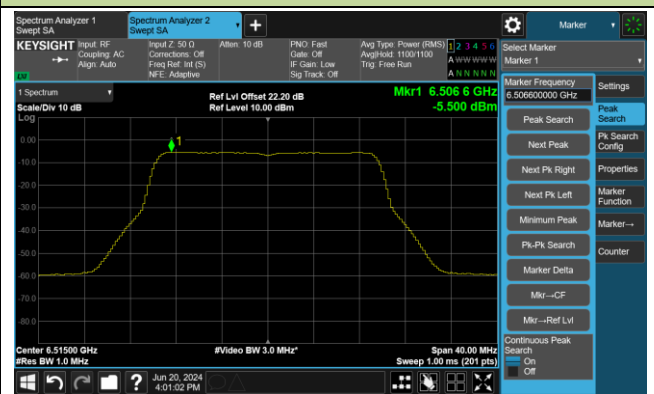 Spectrum Analyzer 1
Swept SA
Spectrum Analyzer 2
Swept SA
+
Marker
KEYSIGHT
Input: RF
Coupling: AC
Align: Auto
Input Z: 50 Ω
Corrections: Off
Freq Ref: Int (S)
NFE: Adaptive
Atten: 10 dB
PNO: Fast
Gate: Off
IF Gain: Low
Sig Track: Off
Avg Type: Power (RMS)
Avg|Hold: 1100/1100
Trig: Free Run
1 2 3 4 5 6
A W W W W W
A N N N N N
LXI
Select Marker
Marker 1
1 Spectrum
Scale/Div 10 dB
Log
Ref Lvl Offset 22.20 dB
Ref Level 10.00 dBm
Mkr1 6.506 6 GHz
-5.500 dBm
1
0.00
-10.0
-20.0
-30.0
-40.0
-50.0
-60.0
-70.0
-80.0
Center 6.51500 GHz
#Res BW 1.0 MHz
#Video BW 3.0 MHz*
Span 40.00 MHz
Sweep 1.00 ms (201 pts)
Marker Frequency
6.506600000 GHz
Peak Search
Next Peak
Next Pk Right
Next Pk Left
Minimum Peak
Pk-Pk Search
Marker Delta
Mkr→CF
Mkr→Ref Lvl
Continuous Peak
Search
On
Off
Settings
Peak
Search
Pk Search
Config
Properties
Marker
Function
Marker→
Counter
?
Jun 20, 2024
4:01:02 PM